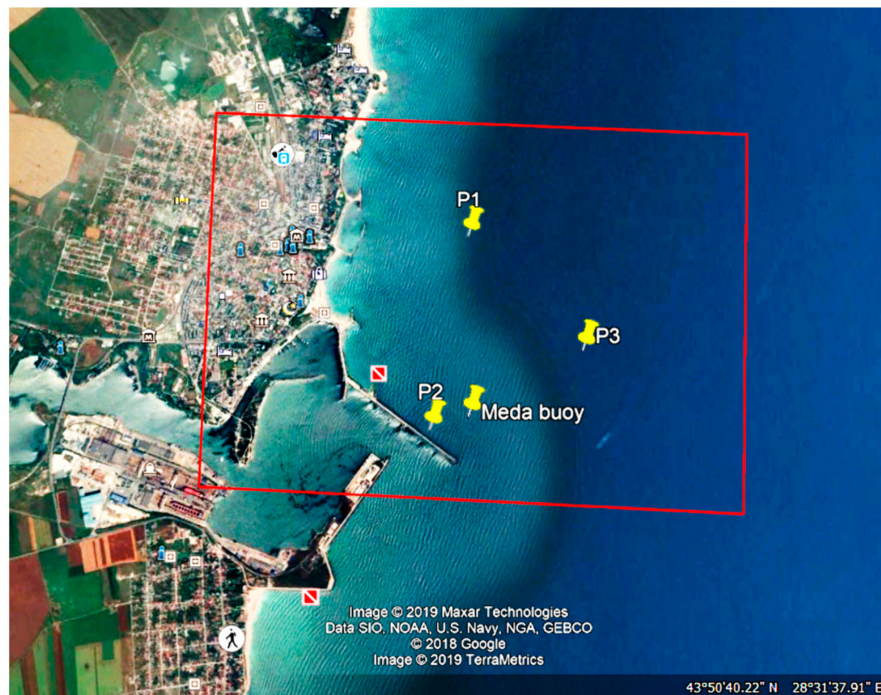 P1
P3
P2
Meda buoy
Image © 2019 Maxar Technologies
Data SIO, NOAA, U.S. Navy, NGA, GEBCO
© 2018 Google
Image © 2019 TerraMetrics
43°50'40.22" N 28°31'37.91" E